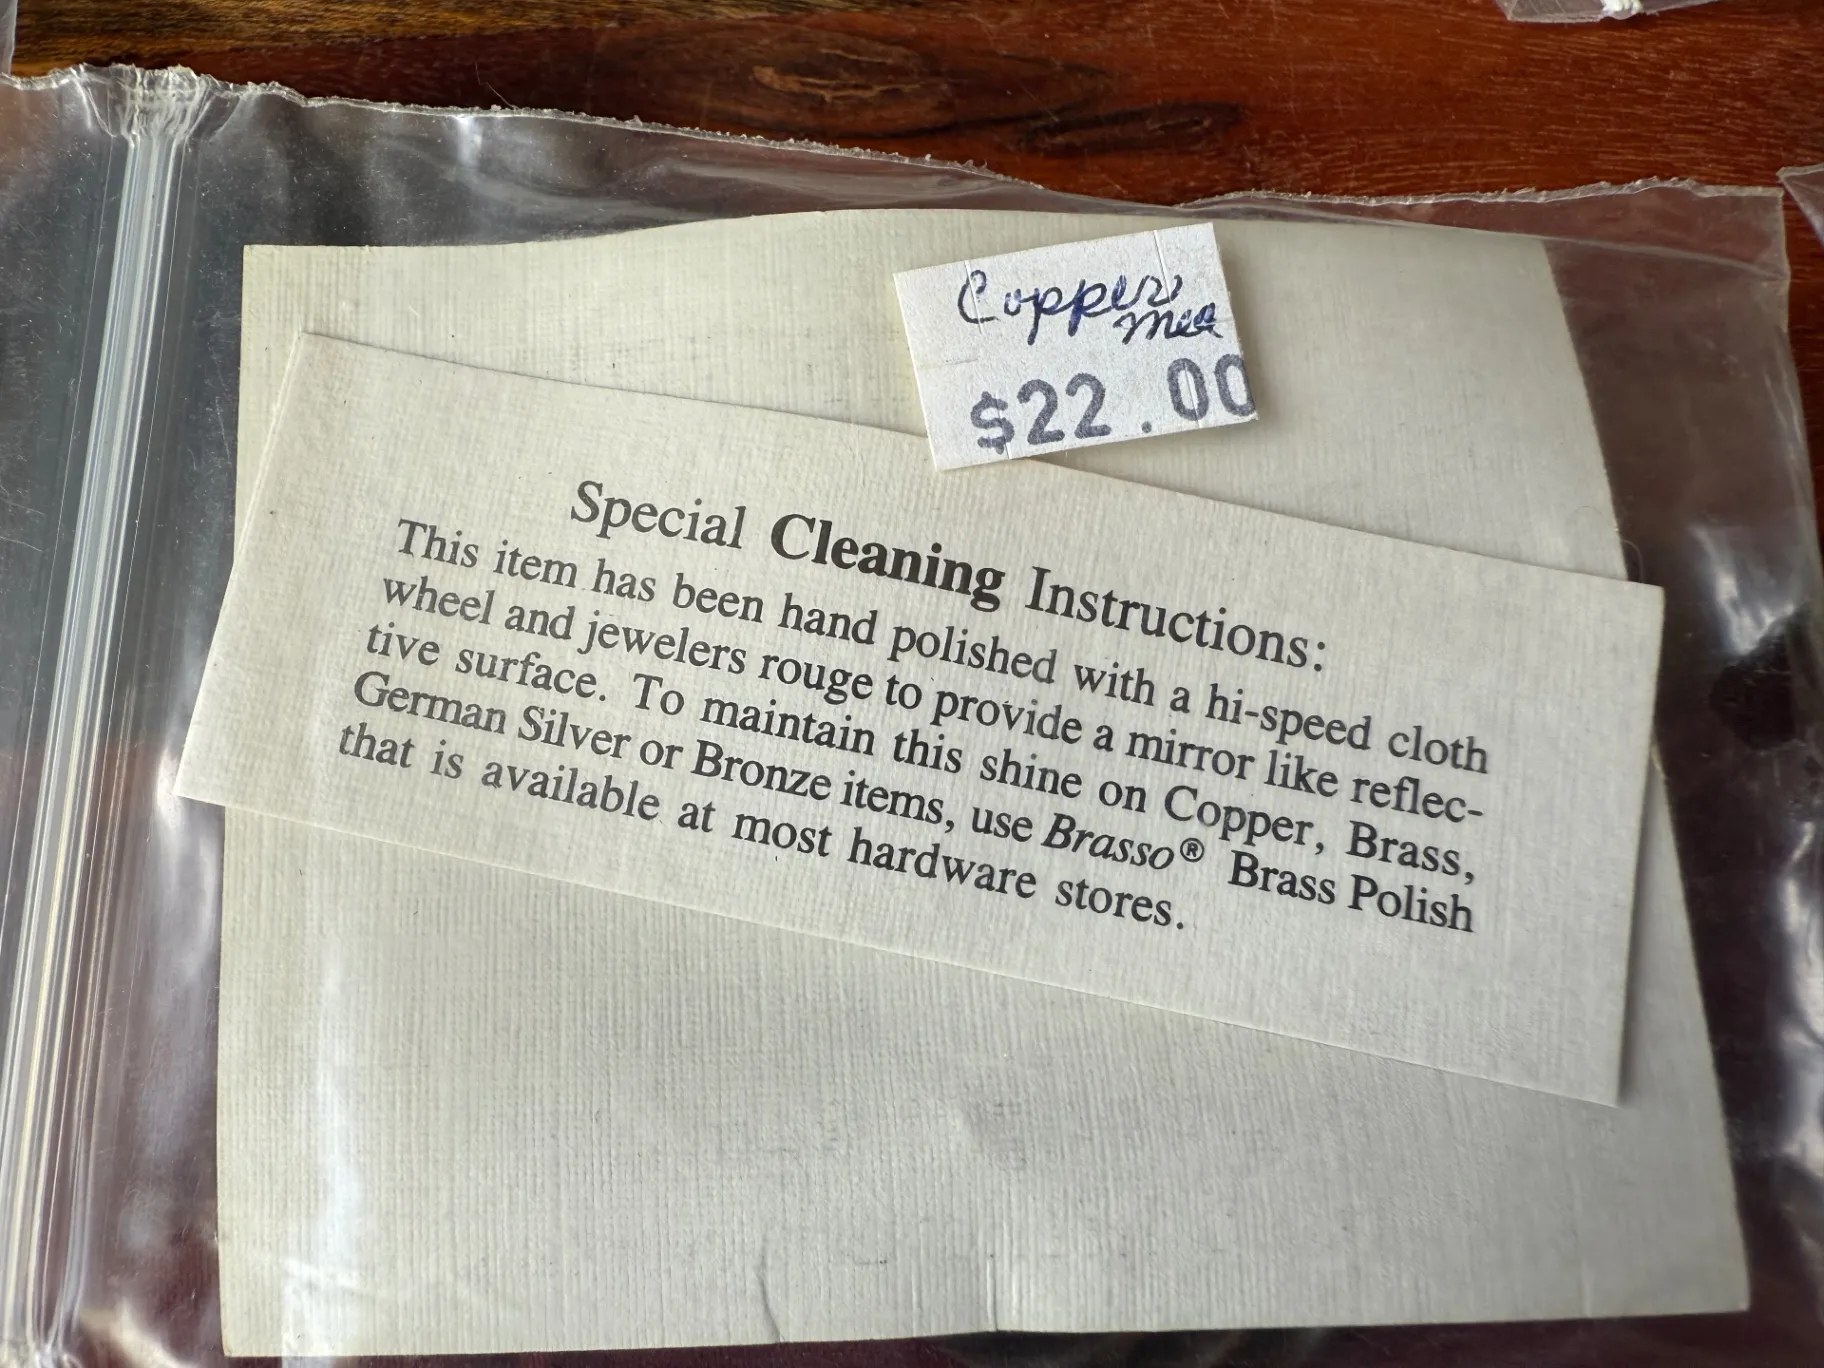 Copper
Med
$22.00
Special Cleaning Instructions:
This item has been hand polished with a hi-speed cloth
wheel and jewelers rouge to provide a mirror like reflec-
tive surface. To maintain this shine on Copper, Brass,
German Silver or Bronze items, use Brasso® Brass Polish
that is available at most hardware stores.